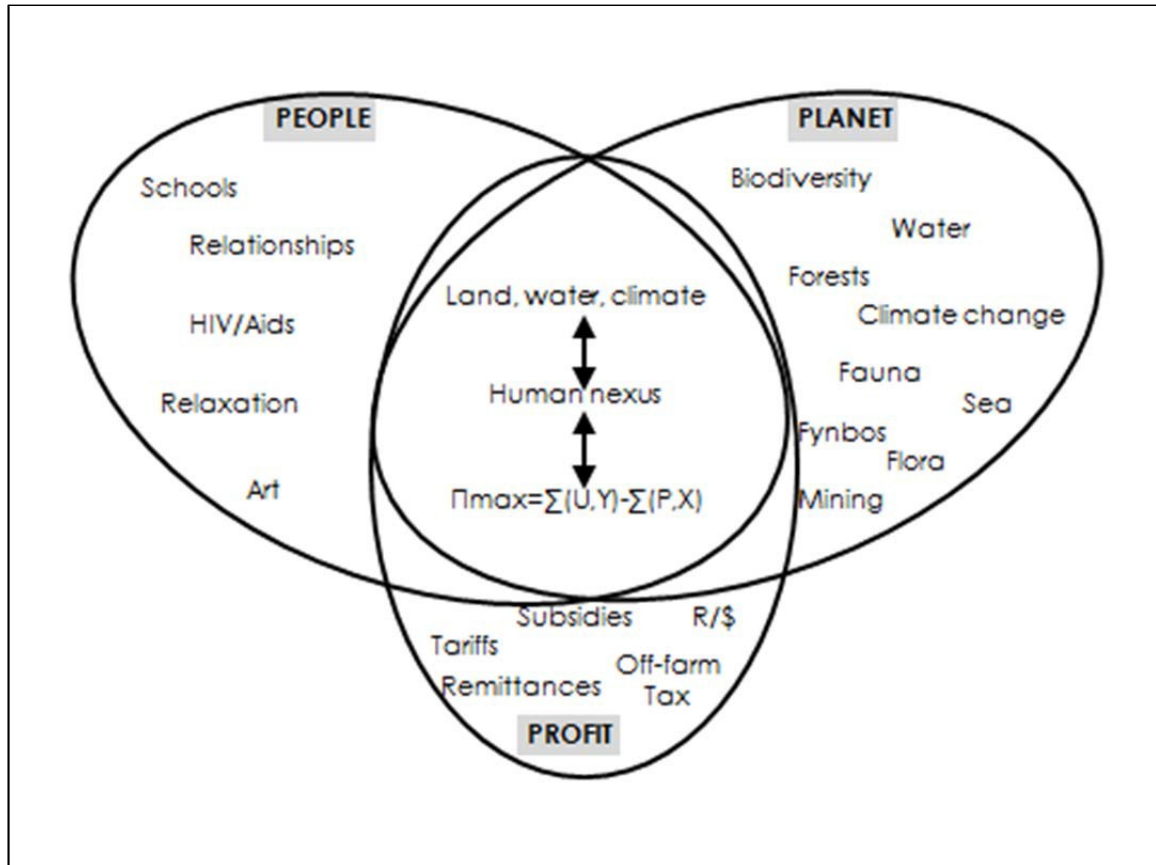 PEOPLE
PLANET
Schools
Relationships
HIV/Aids
Relaxation
Art
Biodiversity
Water
Forests
Climate change
Fauna
Sea
Fynbos
Flora
Mining
Land, water, climate
Human nexus
Πmax=∑(U,Y)-∑(P,X)
Subsidies
R/$
Tariffs
Off-farm
Remittances
Tax
PROFIT